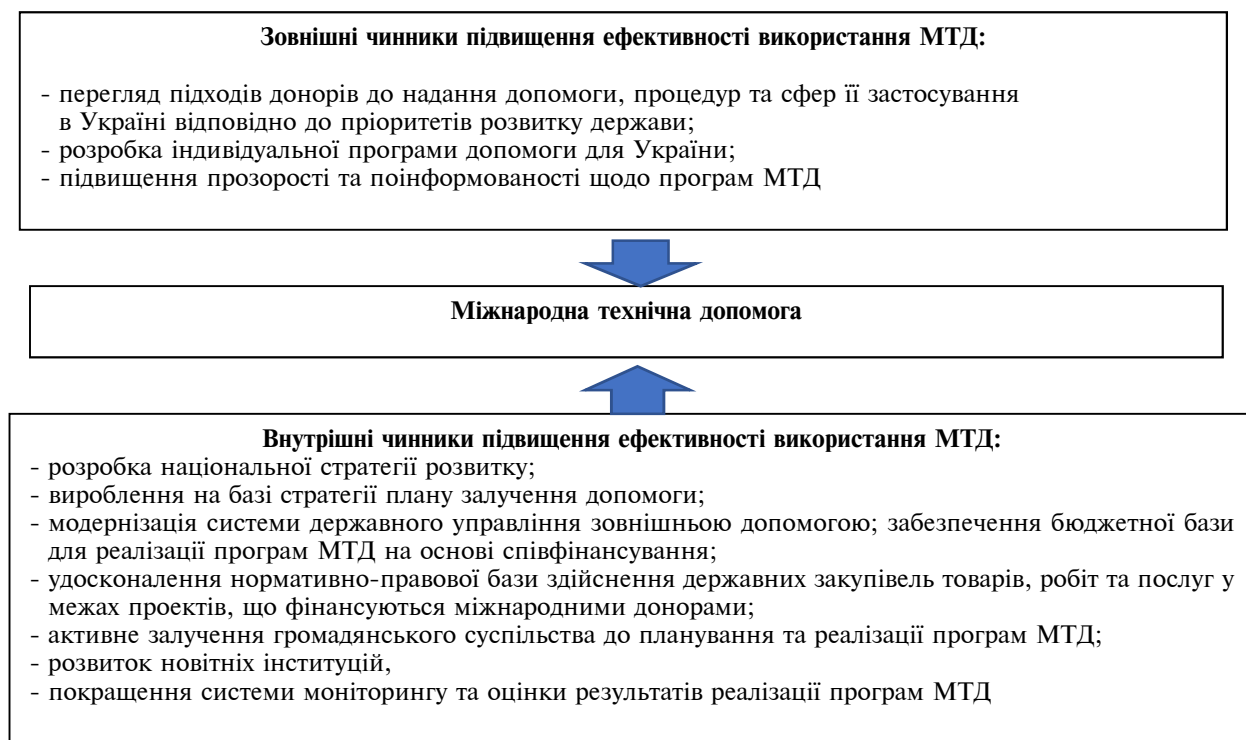 Зовнішні чинники підвищення ефективності використання МТД:
- перегляд підходів донорів до надання допомоги, процедур та сфер її застосування
в Україні відповідно до пріоритетів розвитку держави;
- розробка індивідуальної програми допомоги для України;
- підвищення прозорості та поінформованості щодо програм МТД
Міжнародна технічна допомога
Внутрішні чинники підвищення ефективності використання МТД:
- розробка національної стратегії розвитку;
- вироблення на базі стратегії плану залучення допомоги;
- модернізація системи державного управління зовнішньою допомогою; забезпечення бюджетної бази
для реалізації програм МТД на основі співфінансування;
- удосконалення нормативно-правової бази здійснення державних закупівель товарів, робіт та послуг у
межах проектів, що фінансуються міжнародними донорами;
- активне залучення громадянського суспільства до планування та реалізації програм МТД;
- розвиток новітніх інституцій,
- покращення системи моніторингу та оцінки результатів реалізації програм МТД